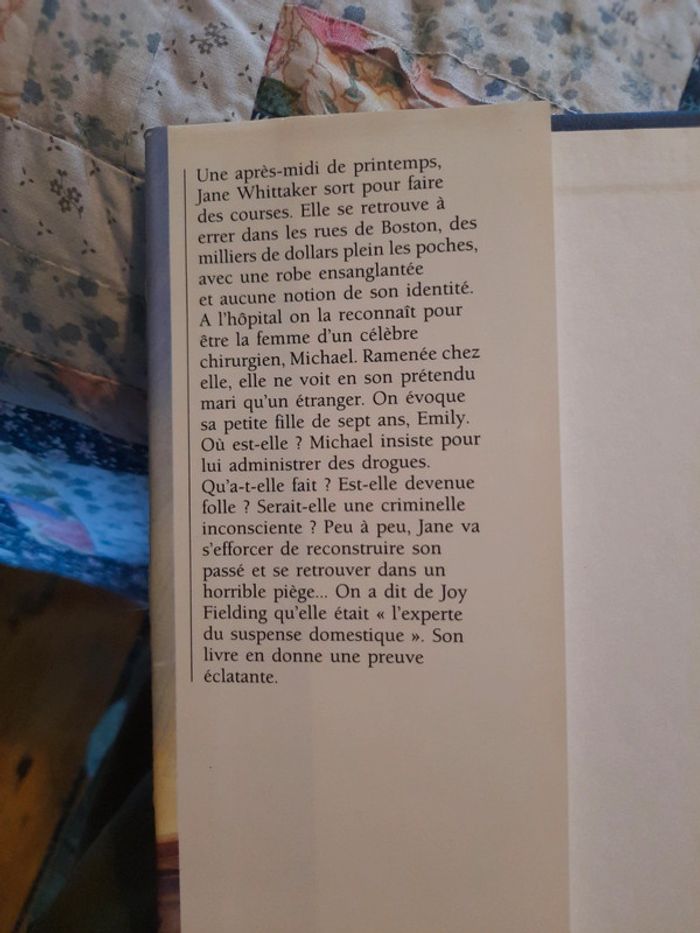 Une après-midi de printemps,
Jane Whittaker sort pour faire
des courses. Elle se retrouve à
errer dans les rues de Boston, des
milliers de dollars plein les poches,
avec une robe ensanglantée
et aucune notion de son identité.
A l'hôpital on la reconnaît pour
être la femme d'un célèbre
chirurgien, Michael. Ramenée chez
elle, elle ne voit en son prétendu
mari qu'un étranger. On évoque
sa petite fille de sept ans, Emily.
Où est-elle ? Michael insiste pour
lui administrer des drogues.
Qu'a-t-elle fait ? Est-elle devenue
folle ? Serait-elle une criminelle
inconsciente ? Peu à peu, Jane va
s'efforcer de reconstruire son
passé et se retrouver dans un
horrible piège... On a dit de Joy
Fielding qu'elle était « l'experte
du suspense domestique ». Son
livre en donne une preuve
éclatante.